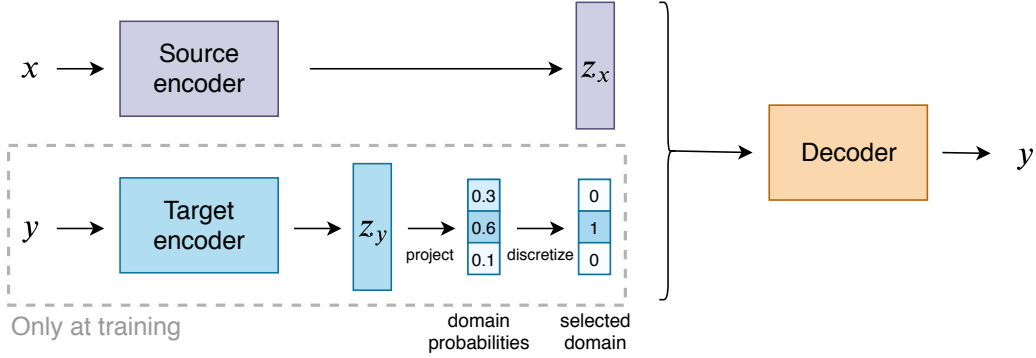 x
Source
encoder
z_x
Decoder
y
y
Target
encoder
z_y
project
0.3
0.6
0.1
discretize
0
1
0
Only at training
domain
probabilities
selected
domain